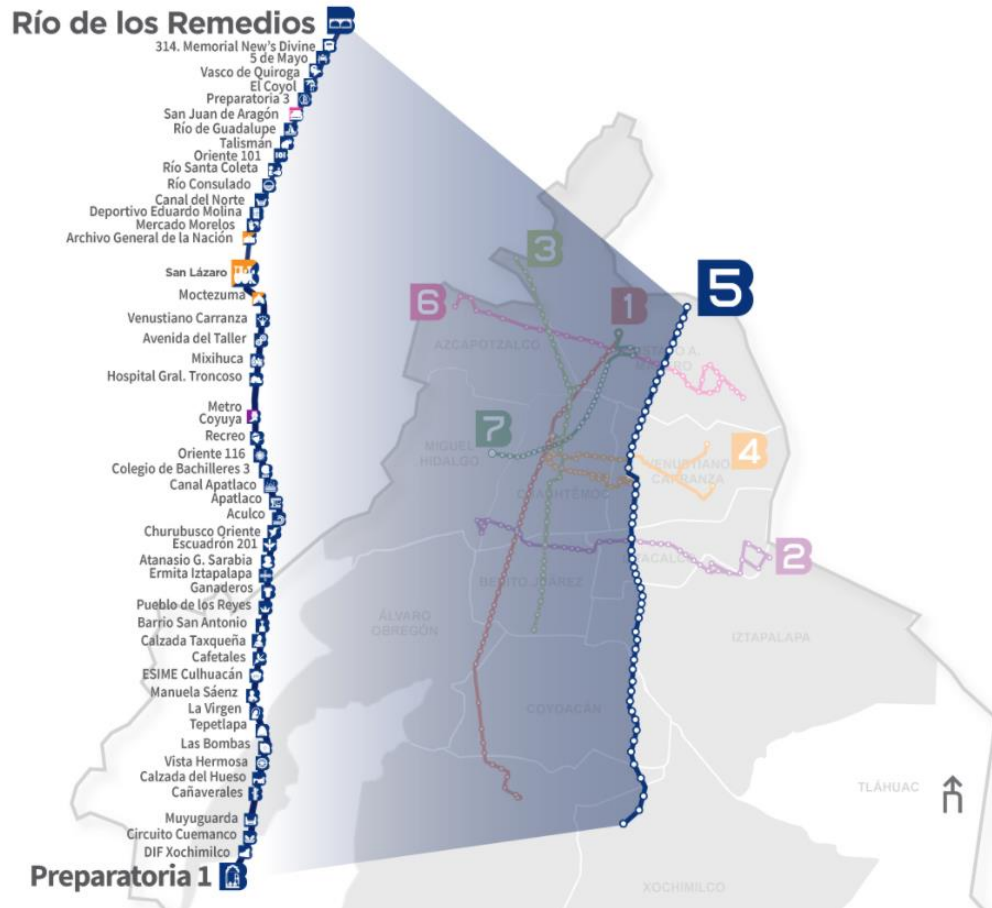 Río de los Remedios
314. Memorial New's Divine
5 de Mayo
Vasco de Quiroga
El Coyol
Preparatoria 3
San Juan de Aragón
Río de Guadalupe
Talismán
Oriente 101
Río Santa Coleta
Río Consulado
Canal del Norte
Deportivo Eduardo Molina
Mercado Morelos
Archivo General de la Nación
San Lázaro
Moctezuma
Venustiano Carranza
Avenida del Taller
Mixihuca
Hospital Gral. Troncoso
Metro
Coyuya
Recreo
Oriente 116
Colegio de Bachilleres 3
Canal Apatlaco
Apatlaco
Aculco
Churubusco Oriente
Escuadrón 201
Atanasio G. Sarabia
Ermita Iztapalapa
Ganaderos
Pueblo de los Reyes
Barrio San Antonio
Calzada Taxqueña
Cafetales
ESIME Culhuacán
Manuela Sáenz
La Virgen
Tepetlapa
Las Bombas
Vista Hermosa
Calzada del Hueso
Cañaverales
Muyuguarda
Circuito Cuemanco
DIF Xochimilco
Preparatoria 1
3
5
6
1
AZCAPOTZALCO
7
MIGUEL
HIDALGO
4
VENUSTIANO
CARRANZA
CUAUHTÉMOC
2
BENITO JUÁREZ
ÁLVARO
OBREGÓN
IZTAPALAPA
COYOACÁN
TLÁHUAC
XOCHIMILCO